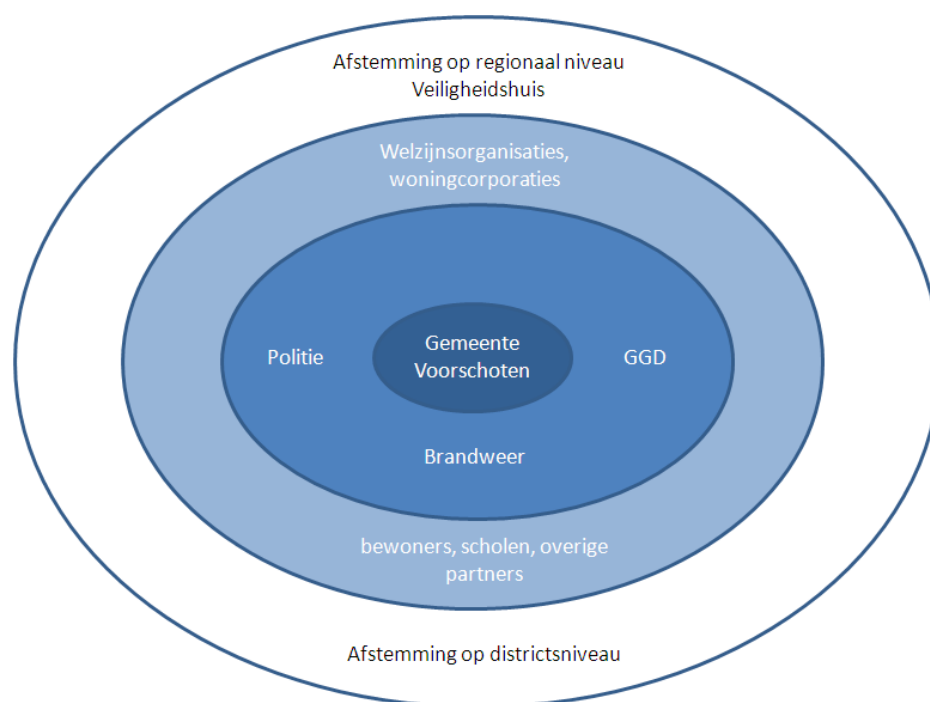 Afstemming op regionaal niveau
Veiligheidshuis
Welzijnsorganisaties,
woningcorporaties
Politie
Gemeente
Voorschoten
GGD
Brandweer
bewoners, scholen, overige
partners
Afstemming op districtsniveau